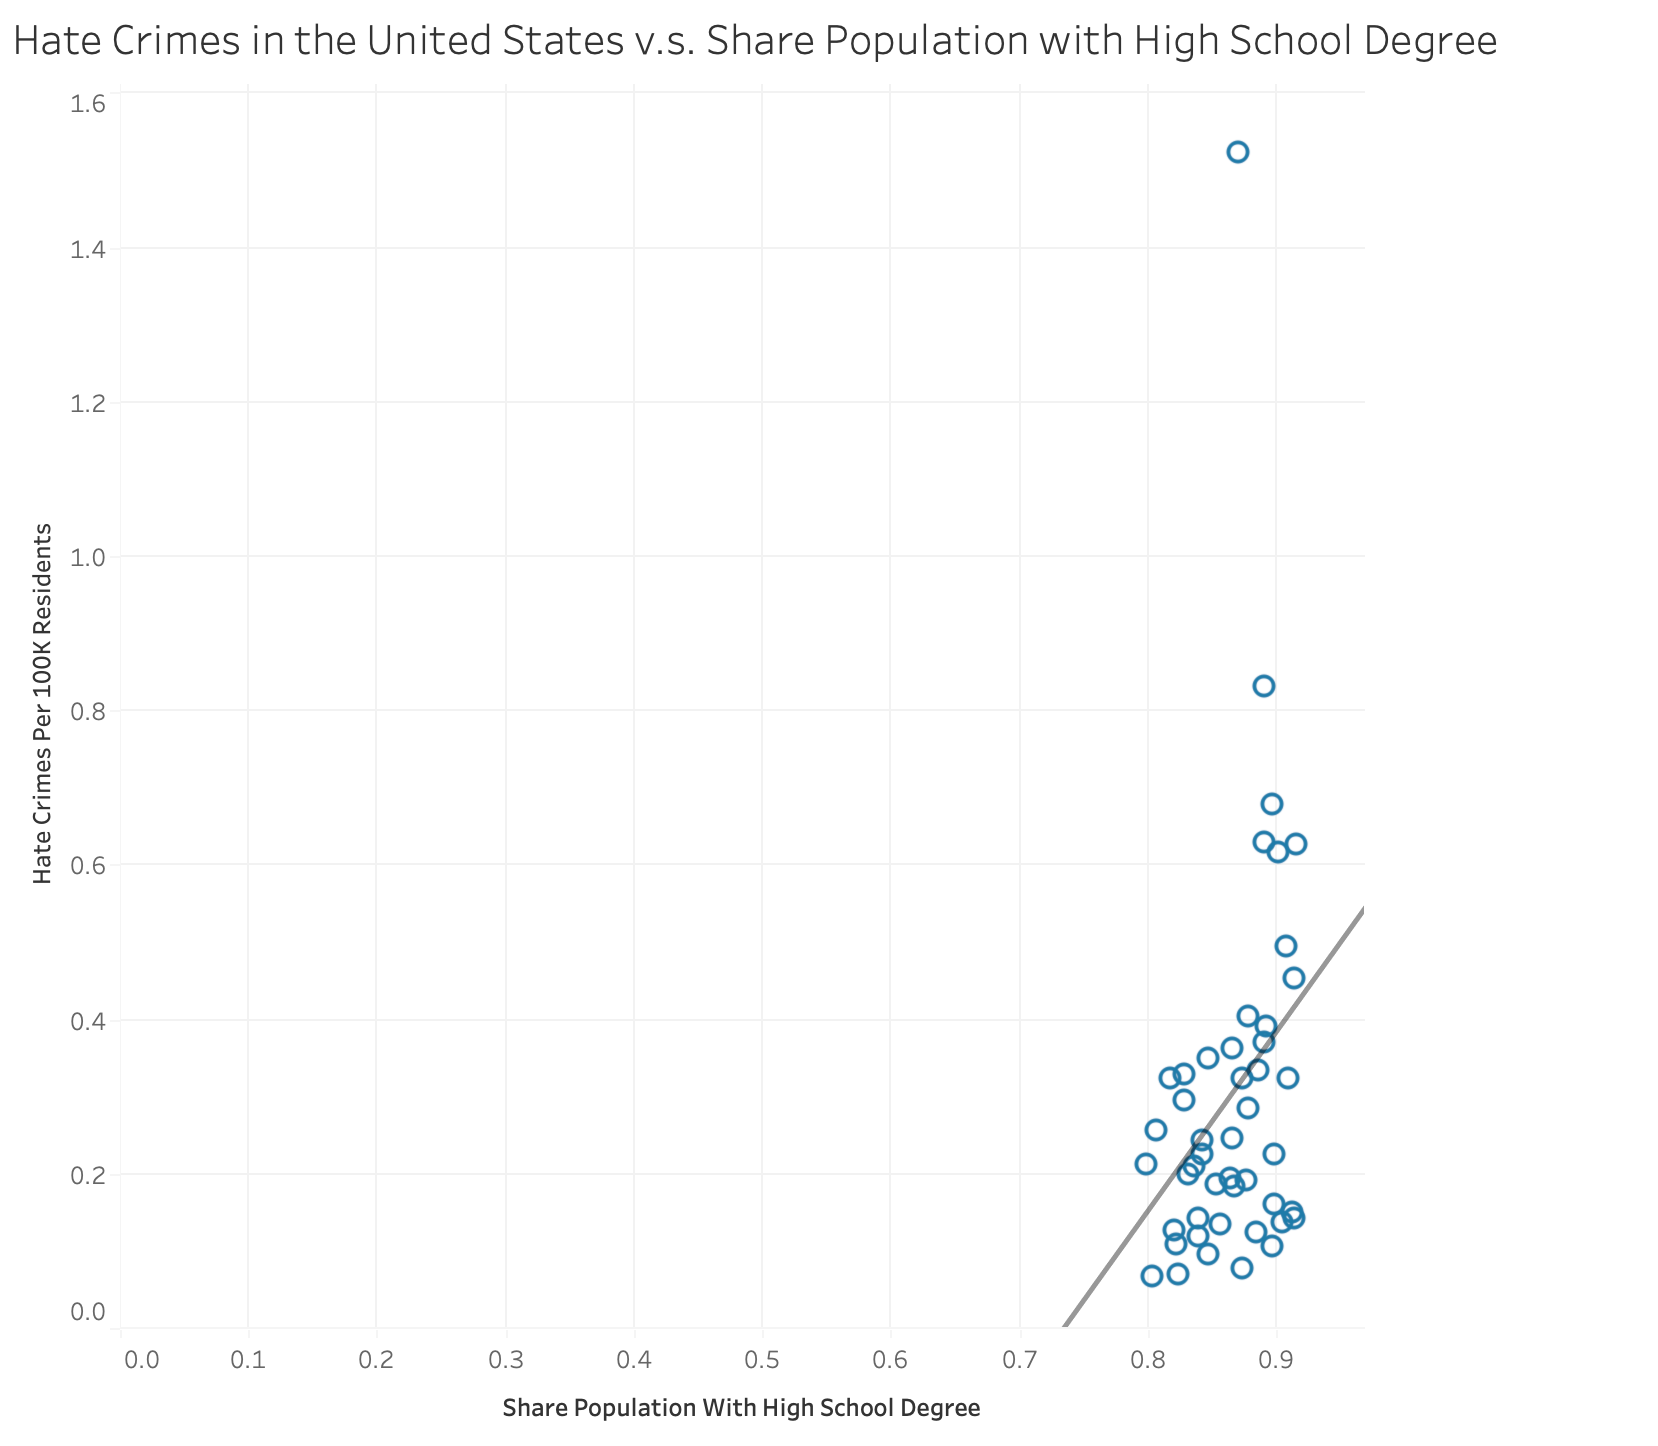 Hate Crimes in the United States v.s. Share Population with High School Degree
1.6
1.4
1.2
1.0
0.8
0.6
0.4
0.2
0.0
Hate Crimes Per 100K Residents
0.0 0.1 0.2 0.3 0.4 0.5 0.6 0.7 0.8 0.9
Share Population With High School Degree